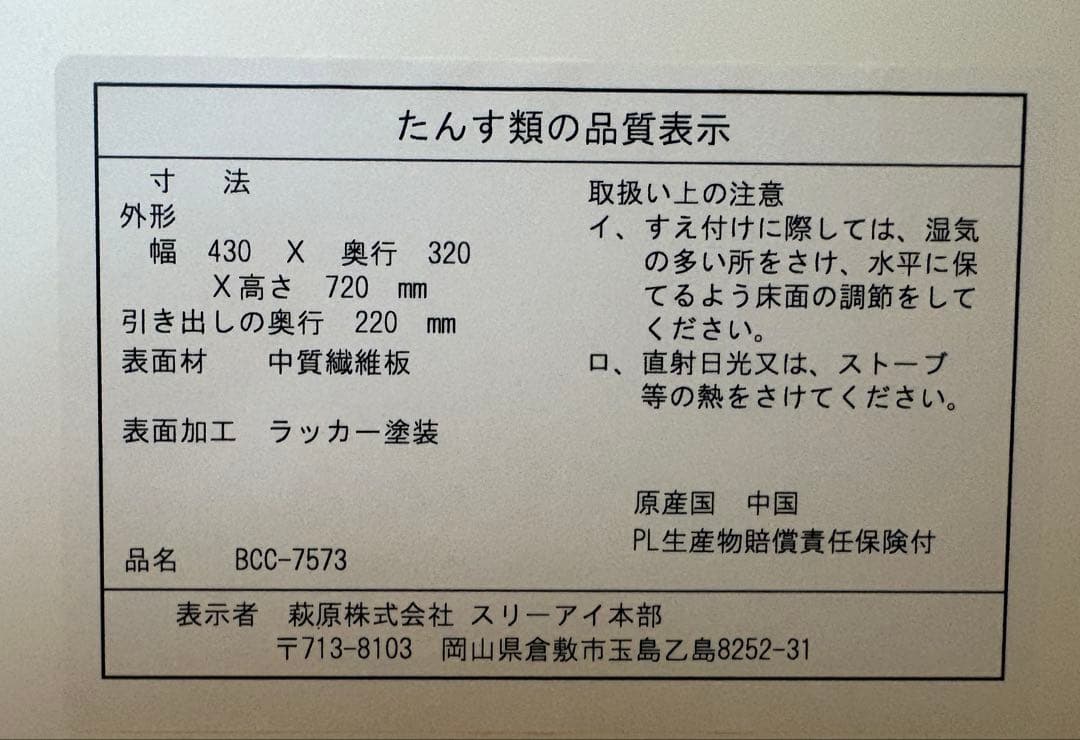 たんす類の品質表示
寸　法
外形
幅　430　X　奥行　320
X高さ　720　mm
引き出しの奥行　220　mm
表面材　中質繊維板
表面加工　ラッカー塗装
品名　BCC-7573
取扱い上の注意
イ、すえ付けに際しては、湿気
の多い所をさけ、水平に保
てるよう床面の調節をして
ください。
ロ、直射日光又は、ストーブ
等の熱をさけてください。
原産国　中国
PL生産物賠償責任保険付
表示者　萩原株式会社 スリーアイ本部
〒713-8103　岡山県倉敷市玉島乙島8252-31